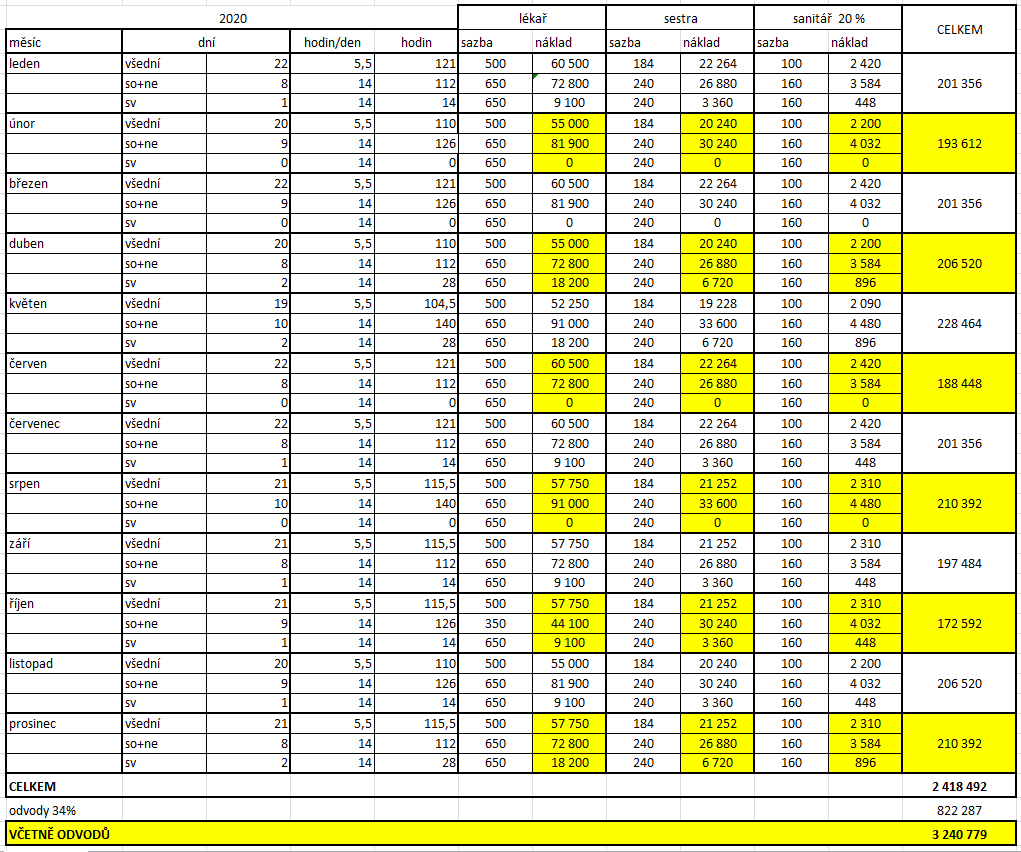 2020 lékař sestra sanitář 20 % CELKEM
měsíc dní hodin/den hodin sazba náklad sazba náklad sazba náklad
leden všední 22 5,5 121 500 60 500 184 22 264 100 2 420
so+ne 8 14 112 650 72 800 240 26 880 160 3 584 201 356
sv 1 14 14 650 9 100 240 3 360 160 448
únor všední 20 5,5 110 500 55 000 184 20 240 100 2 200
so+ne 9 14 126 650 81 900 240 30 240 160 4 032 193 612
sv 0 14 0 650 0 240 0 160 0
březen všední 22 5,5 121 500 60 500 184 22 264 100 2 420
so+ne 9 14 126 650 81 900 240 30 240 160 4 032 201 356
sv 0 14 0 650 0 240 0 160 0
duben všední 20 5,5 110 500 55 000 184 20 240 100 2 200
so+ne 8 14 112 650 72 800 240 26 880 160 3 584 206 520
sv 2 14 28 650 18 200 240 6 720 160 896
květen všední 19 5,5 104,5 500 52 250 184 19 228 100 2 090
so+ne 10 14 140 650 91 000 240 33 600 160 4 480 228 464
sv 2 14 28 650 18 200 240 6 720 160 896
červen všední 22 5,5 121 500 60 500 184 22 264 100 2 420
so+ne 8 14 112 650 72 800 240 26 880 160 3 584 188 448
sv 0 14 0 650 0 240 0 160 0
červenec všední 22 5,5 121 500 60 500 184 22 264 100 2 420
so+ne 8 14 112 650 72 800 240 26 880 160 3 584 201 356
sv 1 14 14 650 9 100 240 3 360 160 448
srpen všední 21 5,5 115,5 500 57 750 184 21 252 100 2 310
so+ne 10 14 140 650 91 000 240 33 600 160 4 480 210 392
sv 0 14 0 650 0 240 0 160 0
září všední 21 5,5 115,5 500 57 750 184 21 252 100 2 310
so+ne 8 14 112 650 72 800 240 26 880 160 3 584 197 484
sv 1 14 14 650 9 100 240 3 360 160 448
říjen všední 21 5,5 115,5 500 57 750 184 21 252 100 2 310
so+ne 9 14 126 350 44 100 240 30 240 160 4 032 172 592
sv 1 14 14 650 9 100 240 3 360 160 448
listopad všední 20 5,5 110 500 55 000 184 20 240 100 2 200
so+ne 9 14 126 650 81 900 240 30 240 160 4 032 206 520
sv 1 14 14 650 9 100 240 3 360 160 448
prosinec všední 21 5,5 115,5 500 57 750 184 21 252 100 2 310
so+ne 8 14 112 650 72 800 240 26 880 160 3 584 210 392
sv 2 14 28 650 18 200 240 6 720 160 896
CELKEM 2 418 492
odvody 34% 822 287
VČETNĚ ODVODŮ 3 240 779